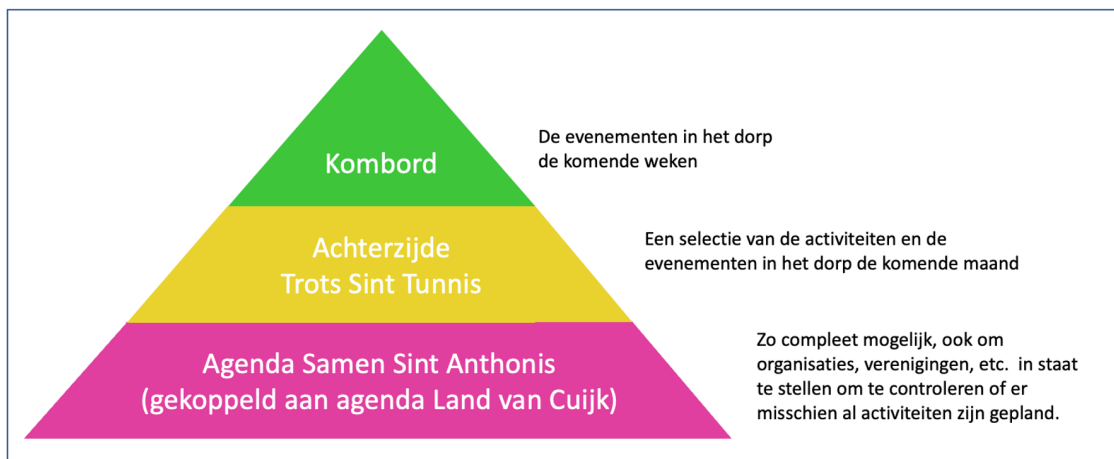 Kombord
De evenementen in het dorp
de komende weken
Achterzijde
Trots Sint Tunnis
Een selectie van de activiteiten en de
evenementen in het dorp de komende maand
Agenda Samen Sint Anthonis
(gekoppeld aan agenda Land van Cuijk)
Zo compleet mogelijk, ook om
organisaties, verenigingen, etc.  in staat
te stellen om te controleren of er
misschien al activiteiten zijn gepland.